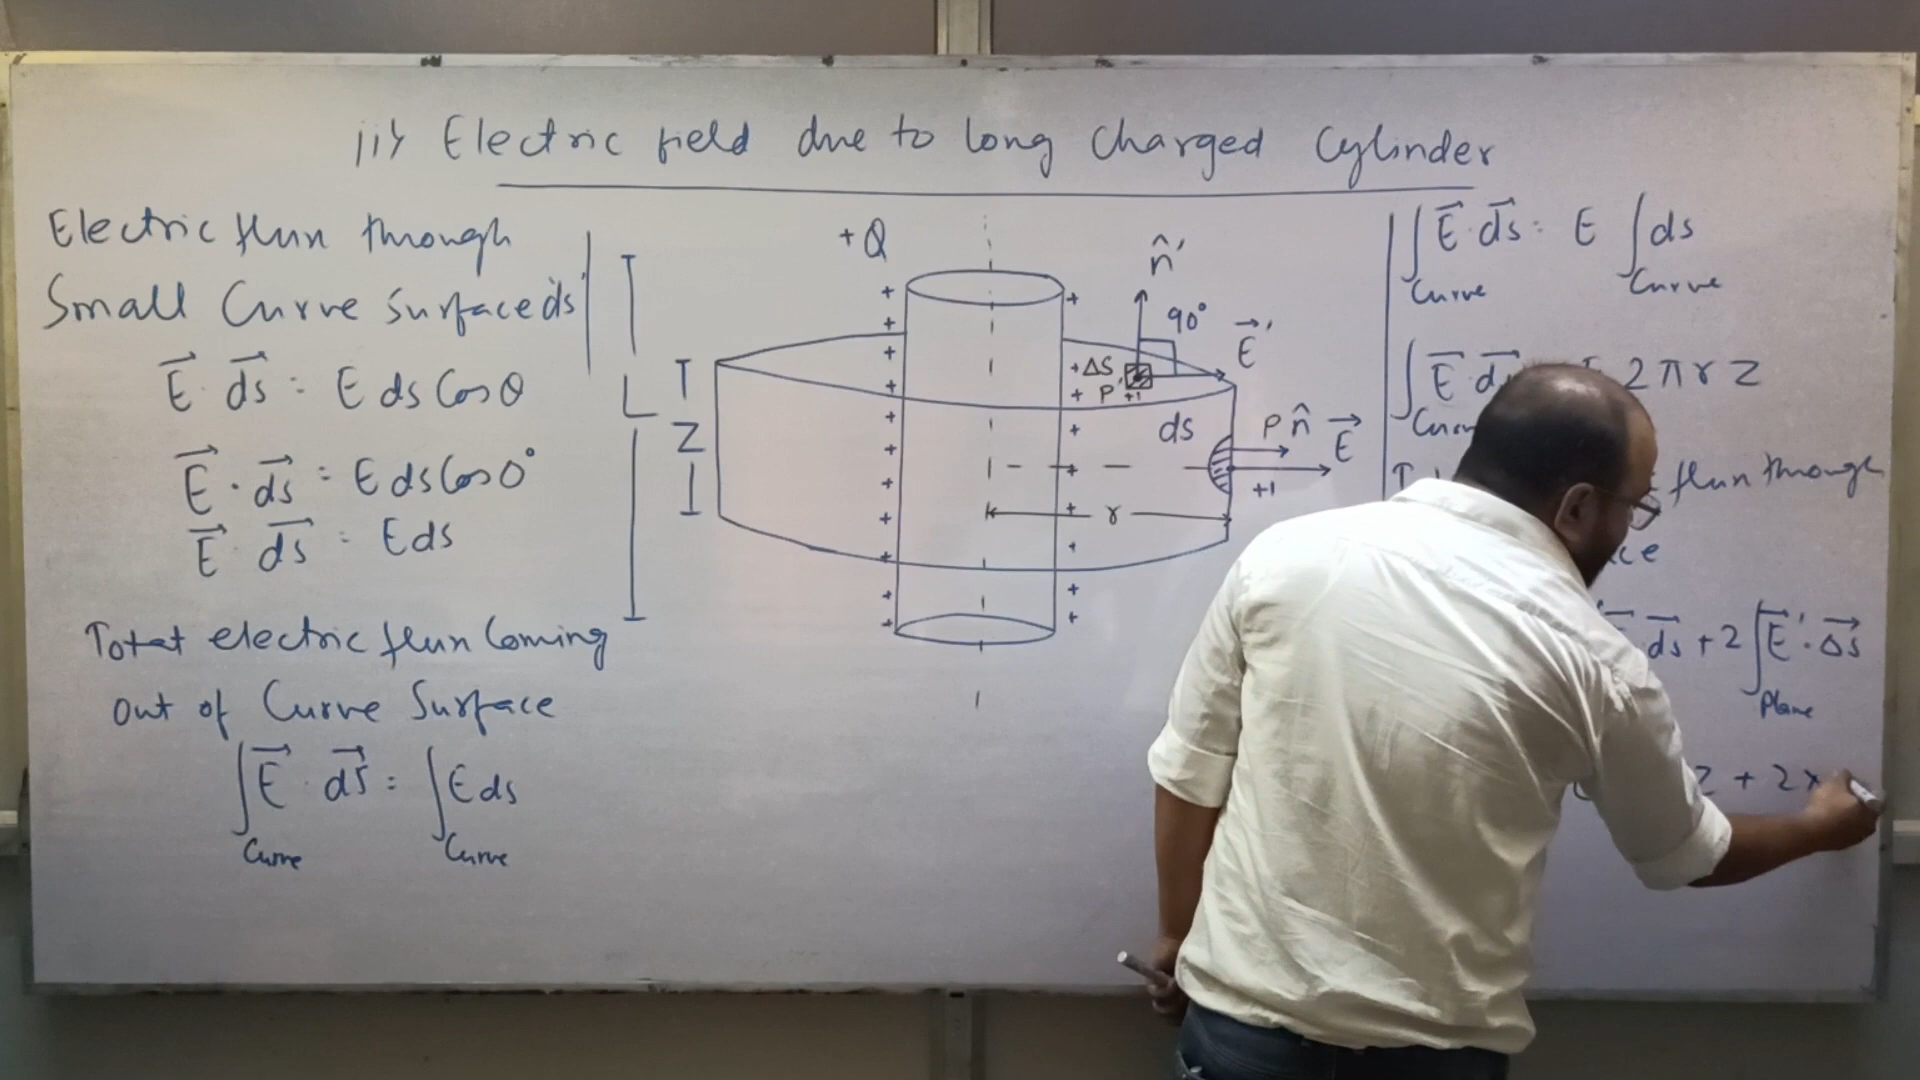 iii) Electric field due to long Charged Cylinder
Electric flux through
Small Curve Surface ds
E⃗ · ds⃗ = E ds Cos θ
E⃗ · ds⃗ = E ds Cos 0°
E⃗ · ds⃗ = E ds
Total electric flux Coming
Out of Curve Surface
∫ E⃗ · ds⃗ = ∫ E ds
Curve Curve
+Q
n̂'
90°
E⃗'
ΔS
P'
+1
L
Z
ds
P n̂ E⃗
+1
r
∫ E⃗ · ds⃗ = E ∫ ds
Curve Curve
∫ E⃗ · 2πrz
flux through
ds⃗ + 2 ∫ E⃗' · Δs⃗
Plane
z + 2×